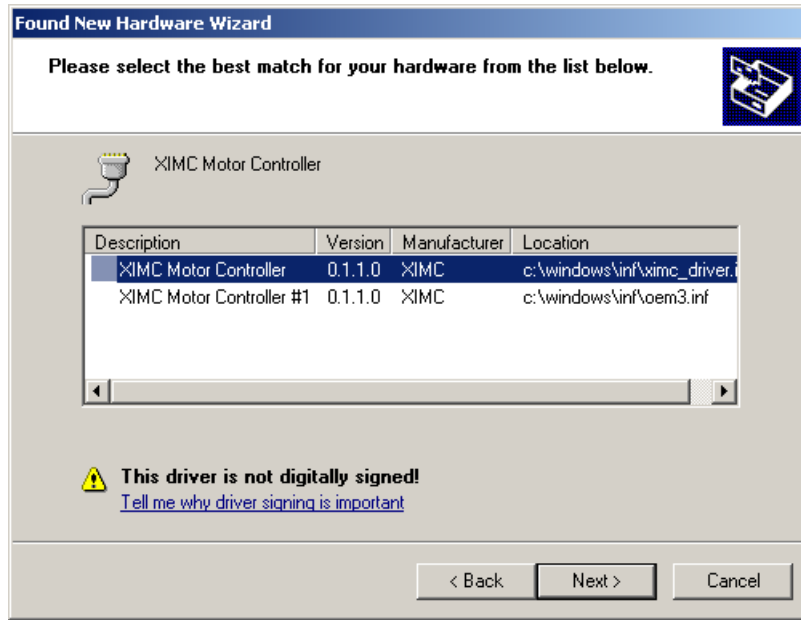 Found New Hardware Wizard
Please select the best match for your hardware from the list below.
XIMC Motor Controller
Description Version Manufacturer Location
XIMC Motor Controller 0.1.1.0 XIMC c:\windows\inf\ximc_driver.i
XIMC Motor Controller #1 0.1.1.0 XIMC c:\windows\inf\oem3.inf
This driver is not digitally signed!
Tell me why driver signing is important
< Back Next > Cancel